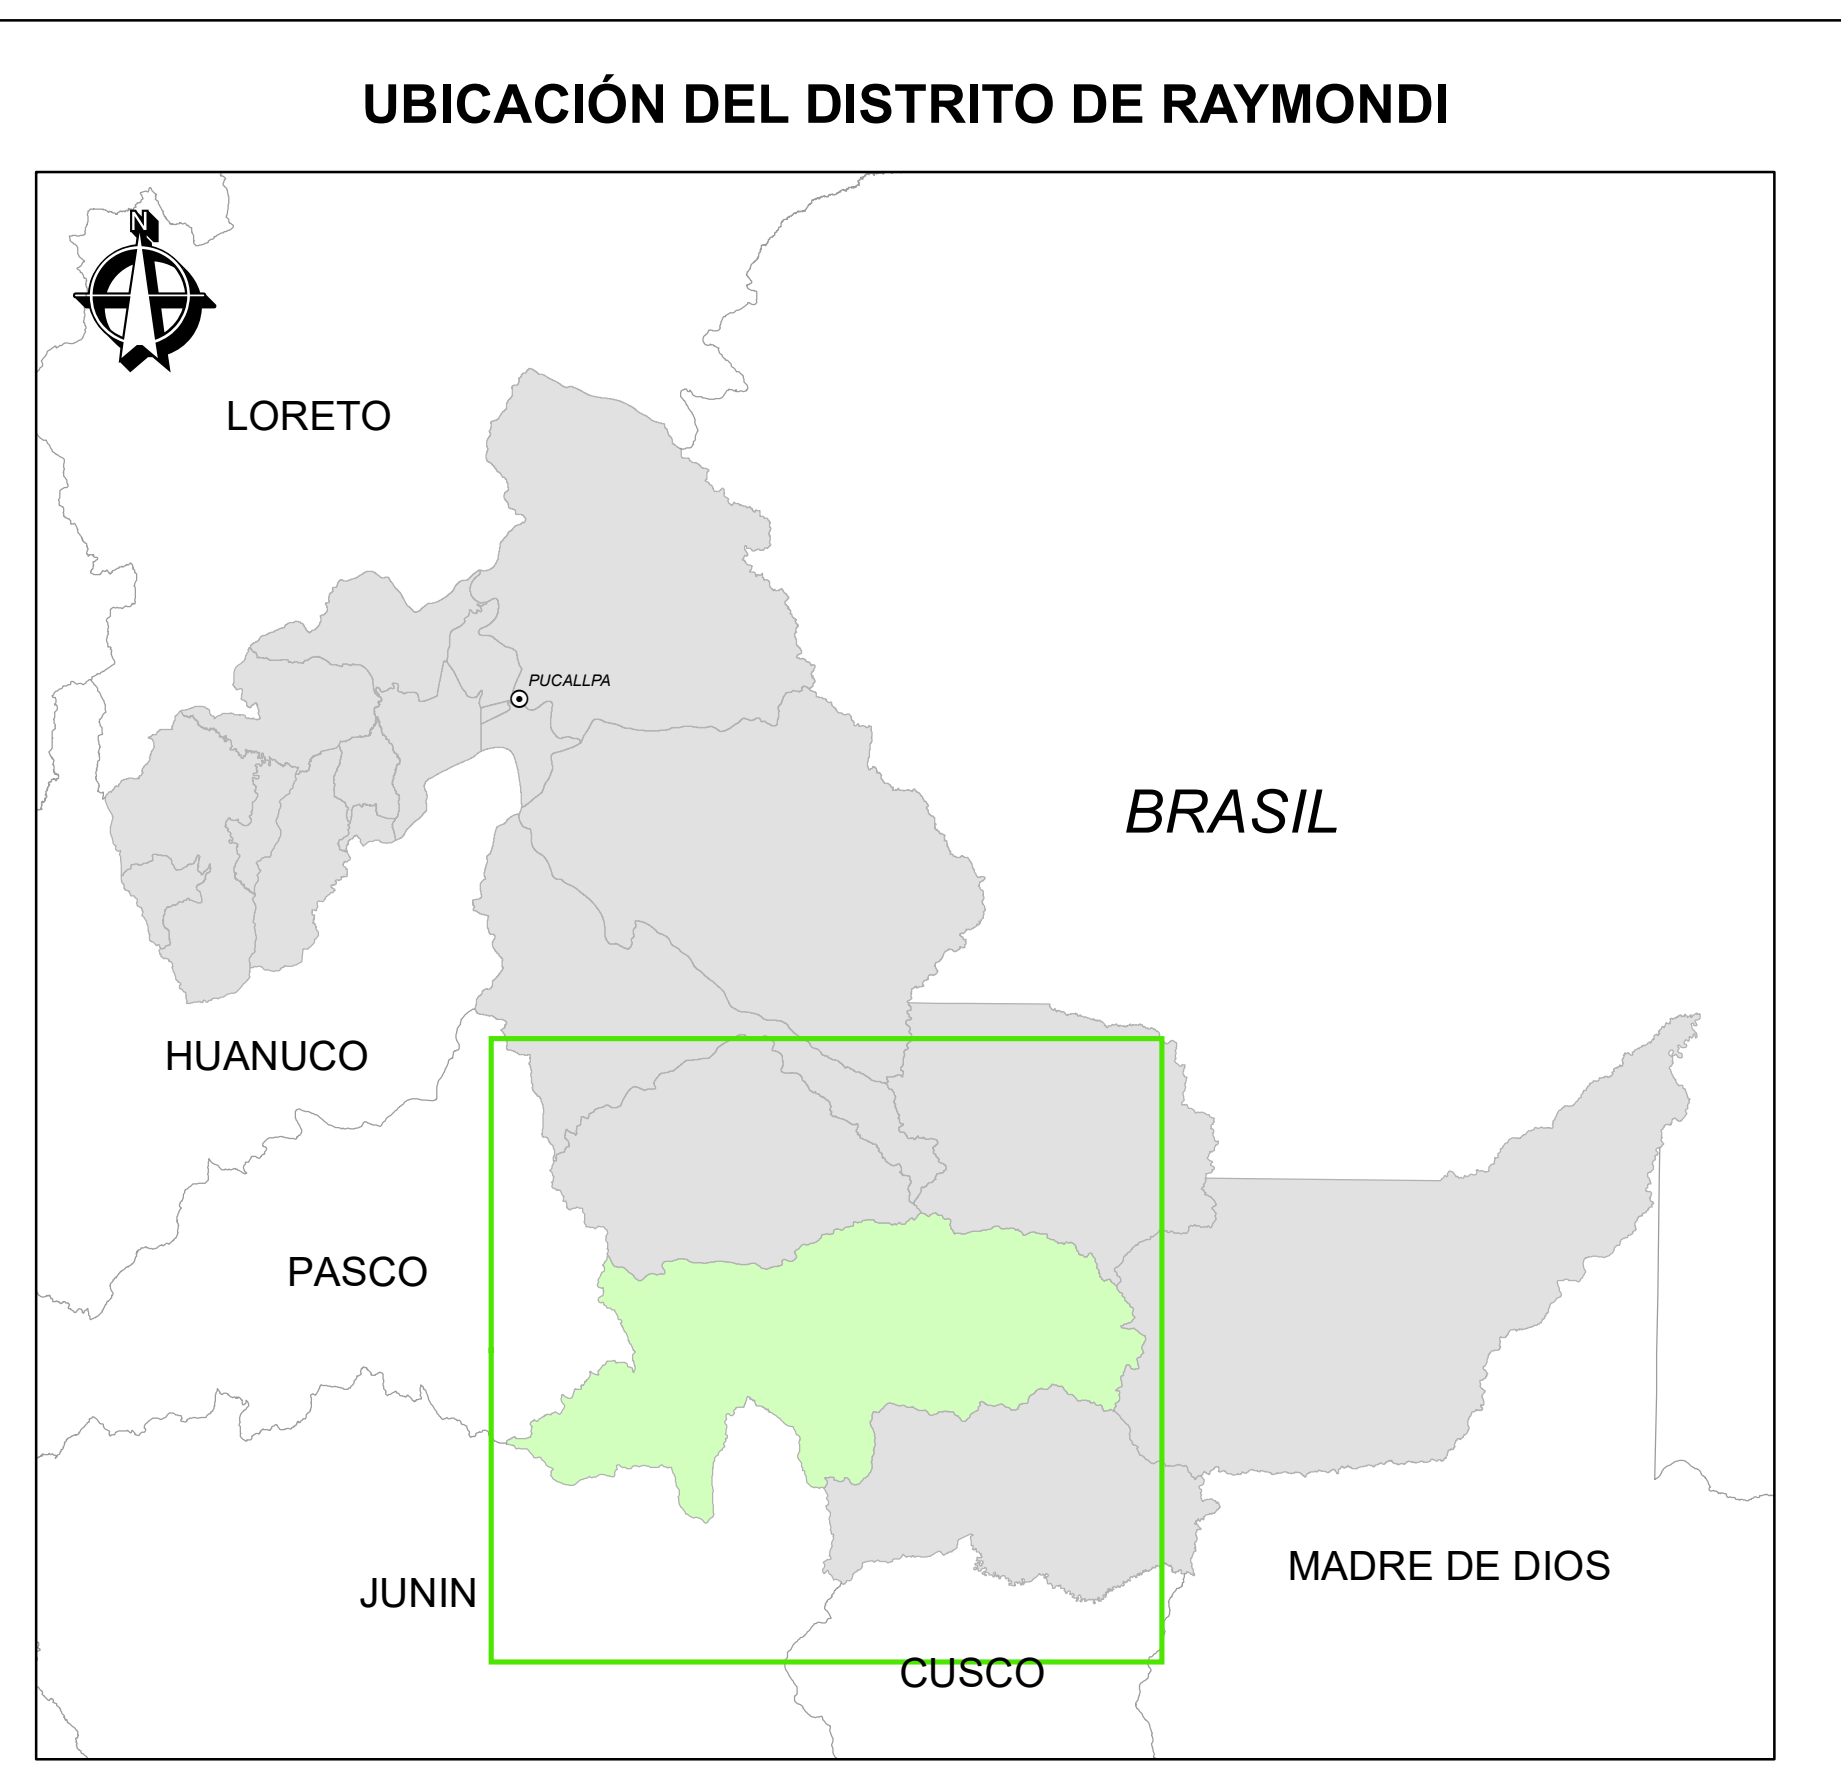 UBICACIÓN DEL DISTRITO DE RAYMONDI
N
LORETO
PUCALLPA
BRASIL
HUANUCO
PASCO
JUNIN
MADRE DE DIOS
CUSCO